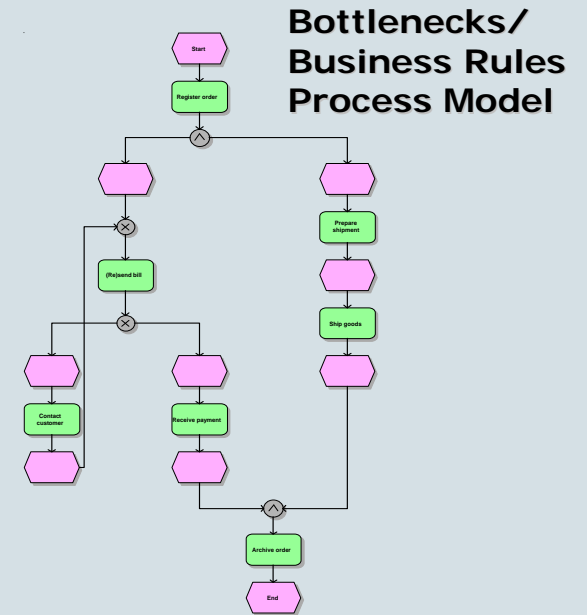 Bottlenecks/
Business Rules
Process Model
Start
Register order
Prepare
shipment
(Re)send bill
Ship goods
Contact
customer
Receive payment
Archive order
End